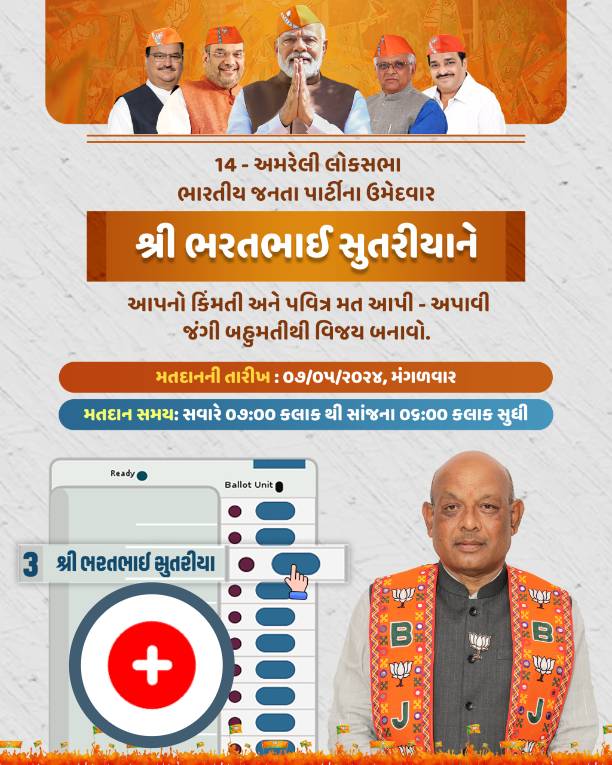 14 - અમરેલી લોકસભા
ભારતીય જનતા પાર્ટીના ઉમેદવાર
શ્રી ભરતભાઈ સુતરીયાને
આપનો કિંમતી અને પવિત્ર મત આપી - અપાવી
જંગી બહુમતીથી વિજય બનાવો.
મતદાનની તારીખ : ૦૭/૦૫/૨૦૨૪, મંગળવાર
મતદાન સમય: સવારે ૦૭:૦૦ કલાક થી સાંજના ૦૬:૦૦ કલાક સુધી
Ready
Ballot Unit
3 શ્રી ભરતભાઈ સુતરીયા
B B
J J